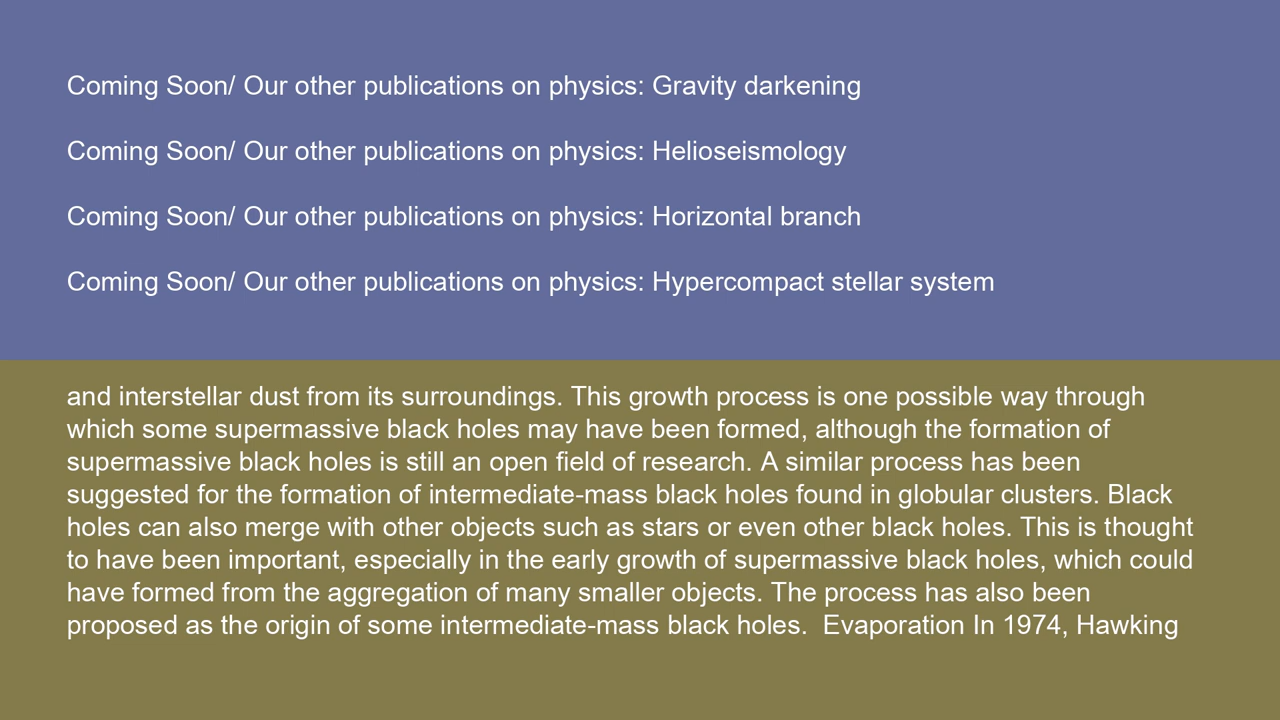 Coming Soon/ Our other publications on physics: Gravity darkening
Coming Soon/ Our other publications on physics: Helioseismology
Coming Soon/ Our other publications on physics: Horizontal branch
Coming Soon/ Our other publications on physics: Hypercompact stellar system
and interstellar dust from its surroundings. This growth process is one possible way through
which some supermassive black holes may have been formed, although the formation of
supermassive black holes is still an open field of research. A similar process has been
suggested for the formation of intermediate-mass black holes found in globular clusters. Black
holes can also merge with other objects such as stars or even other black holes. This is thought
to have been important, especially in the early growth of supermassive black holes, which could
have formed from the aggregation of many smaller objects. The process has also been
proposed as the origin of some intermediate-mass black holes.  Evaporation In 1974, Hawking